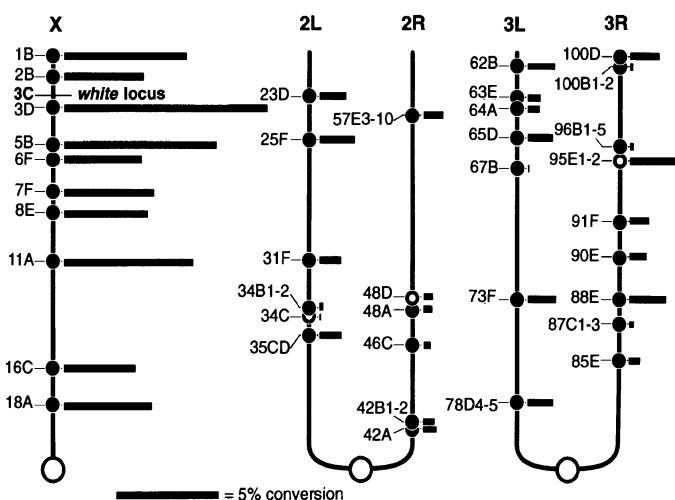 X
2L
2R
3L
3R
1B
2B
3C white locus
3D
5B
6F
7F
8E
11A
16C
18A
23D
25F
31F
34B1-2
34C
35CD
57E3-10
48D
48A
46C
42B1-2
42A
62B
63E
64A
65D
67B
73F
78D4-5
100D
100B1-2
96B1-5
95E1-2
91F
90E
88E
87C1-3
85E
= 5% conversion